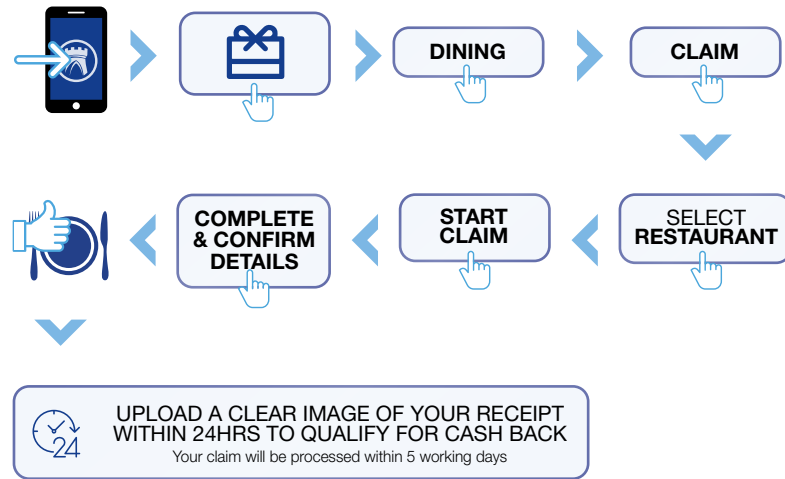 DINING
CLAIM
SELECT
RESTAURANT
START
CLAIM
COMPLETE
& CONFIRM
DETAILS
24
UPLOAD A CLEAR IMAGE OF YOUR RECEIPT
WITHIN 24HRS TO QUALIFY FOR CASH BACK
Your claim will be processed within 5 working days